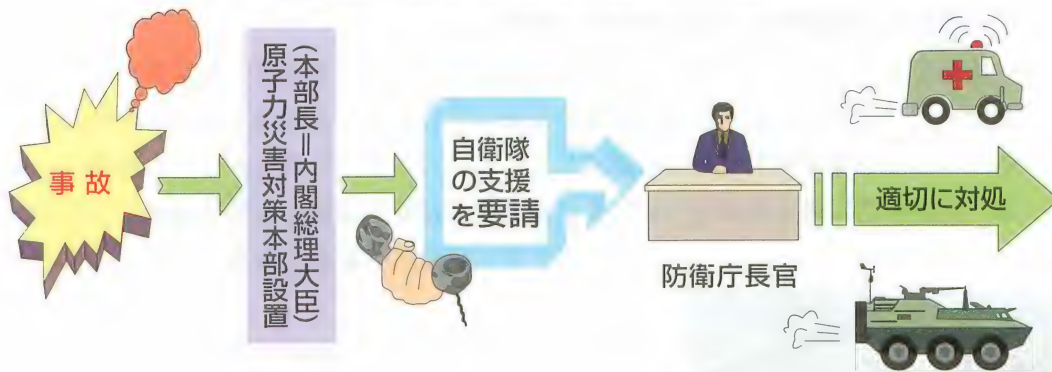 事故
原子力災害対策本部設置
(本部長=内閣総理大臣)
自衛隊
の支援
を要請
防衛庁長官
適切に対処